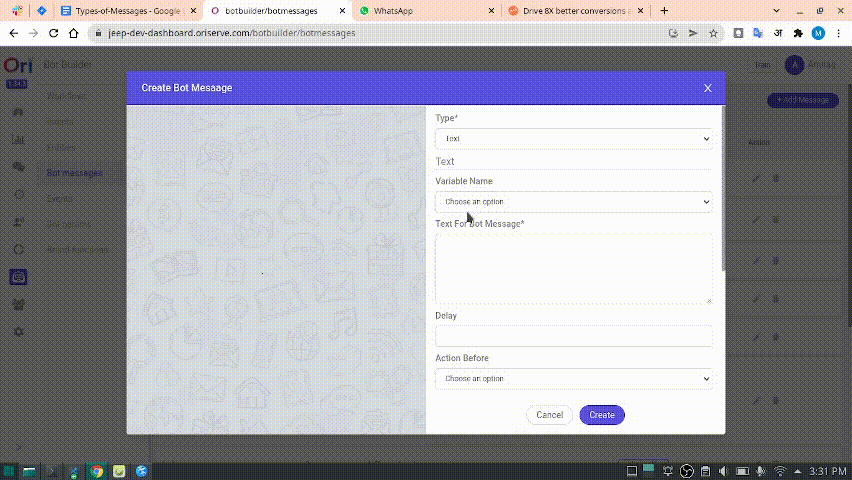 Types-of-Messages - Google
botbuilder/botmessages
WhatsApp
Drive 8X better conversions a
jeep-dev-dashboard.oriserve.com/botbuilder/botmessages
M
Ori
Bot Builder
Train
A
Anurag
Workflows
Intents
Entities
Bot messages
Events
Brand functions
+ Add Message
Action
Create Bot Mesaage
X
Type*
Text
Text
Variable Name
Choose an option
Text For Bot Message*
Delay
Action Before
Choose an option
Cancel
Create
3:31 PM